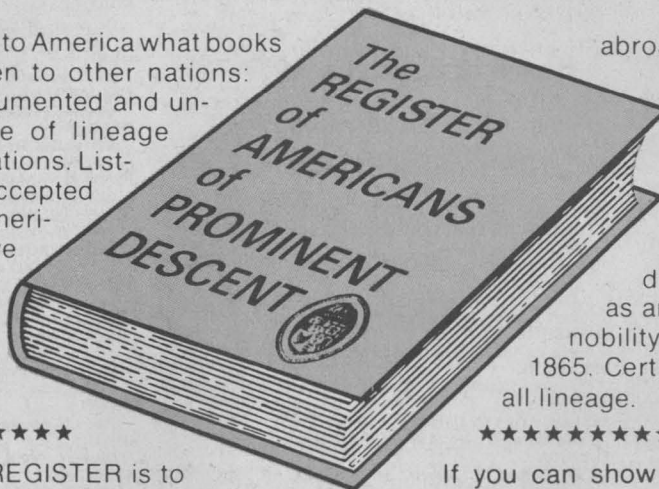 to America what books
en to other nations:
umented and un-
e of lineage
ations. List-
ccepted
meri-
re
★★★★
REGISTER is to
The
REGISTER
of
AMERICANS
of
PROMINENT
DESCENT
abro
d
as ar
nobility
1865. Cert
all lineage.
★★★★★★★★
If you can show